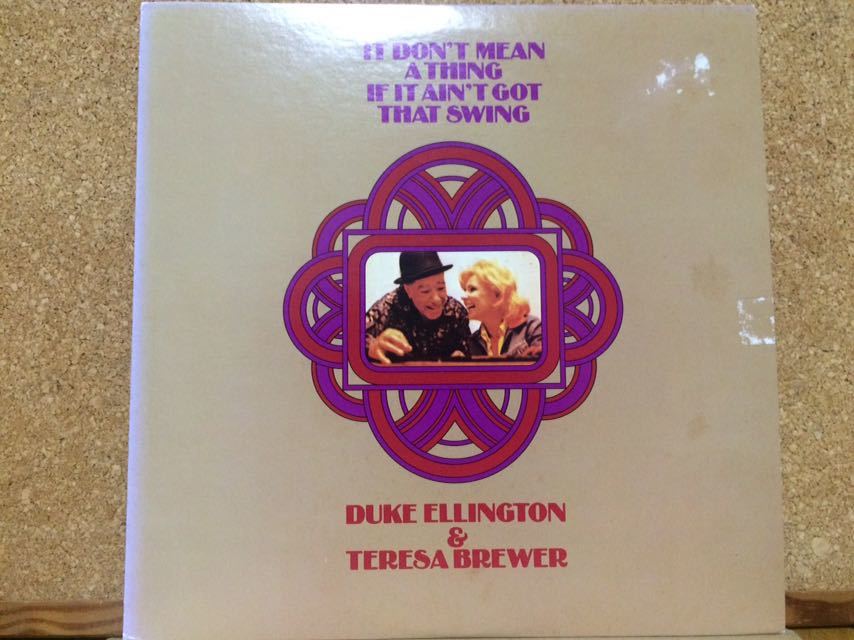 IT DON'T MEAN
A THING
IF IT AIN'T GOT
THAT SWING
DUKE ELLINGTON
&
TERESA BREWER